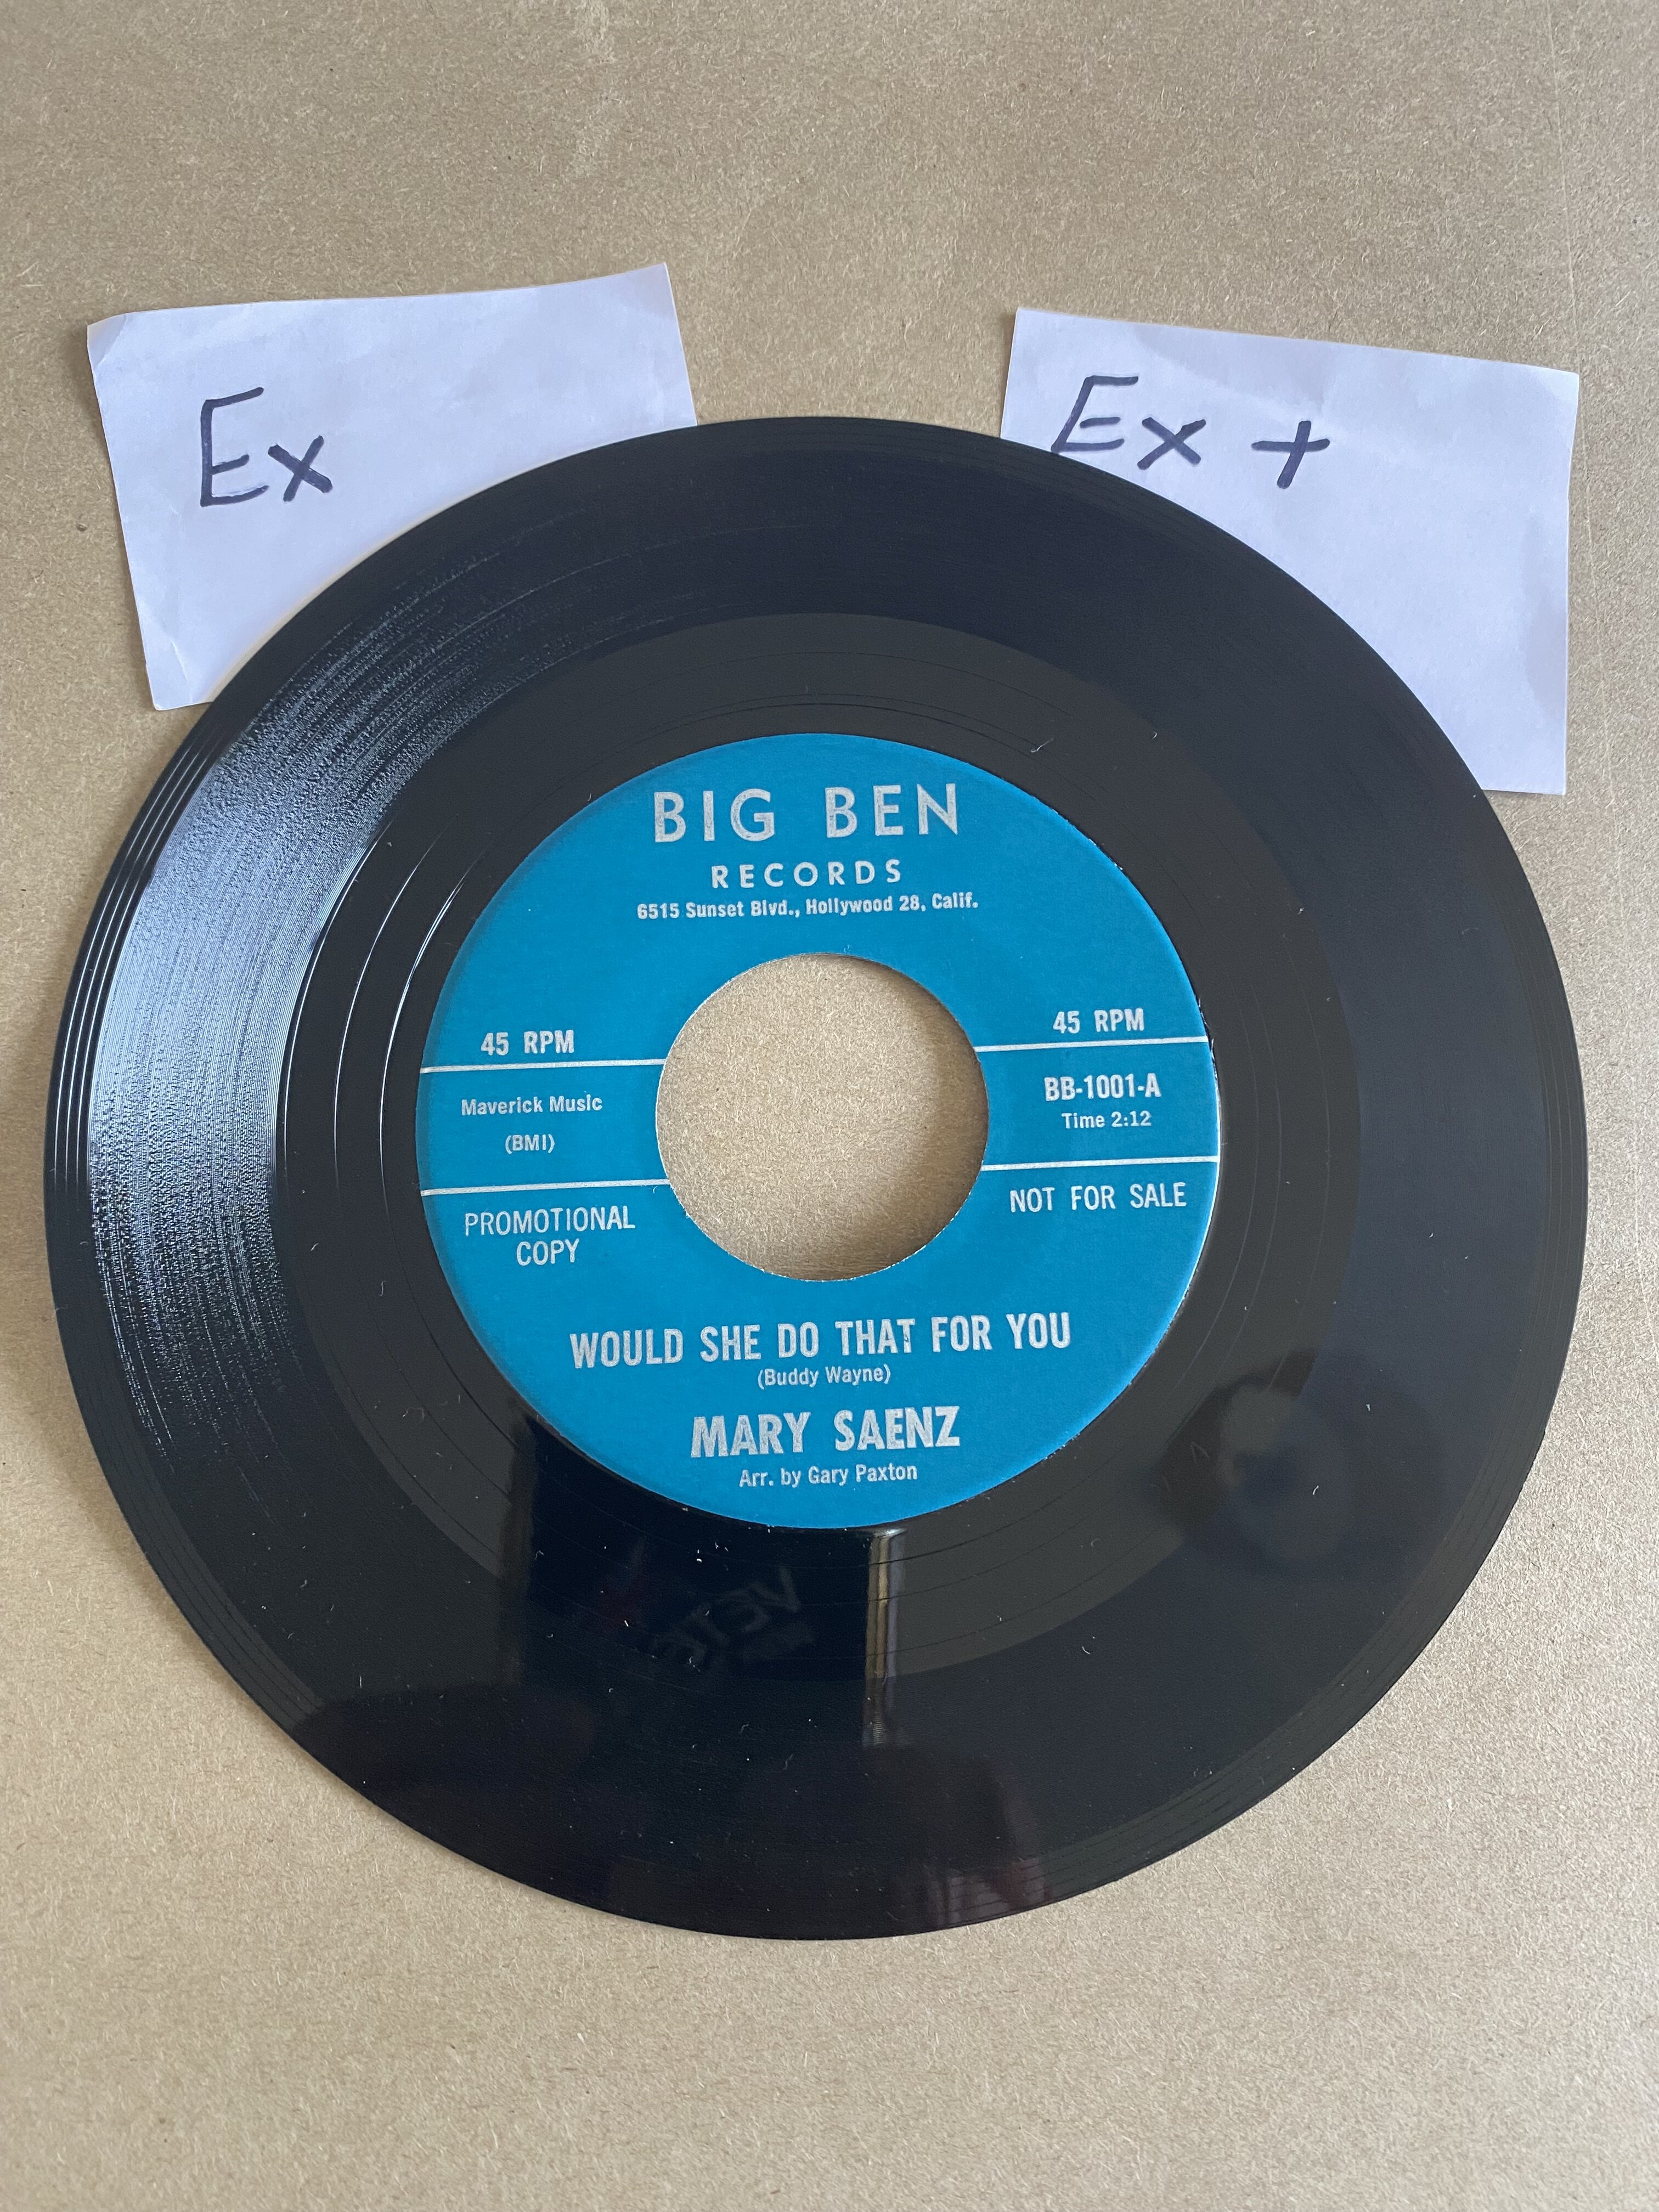 Ex
Ex +
BIG BEN
RECORDS
6515 Sunset Blvd., Hollywood 28, Calif.
45 RPM
Maverick Music
(BMI)
PROMOTIONAL
COPY
45 RPM
BB-1001-A
Time 2:12
NOT FOR SALE
WOULD SHE DO THAT FOR YOU
(Buddy Wayne)
MARY SAENZ
Arr. by Gary Paxton